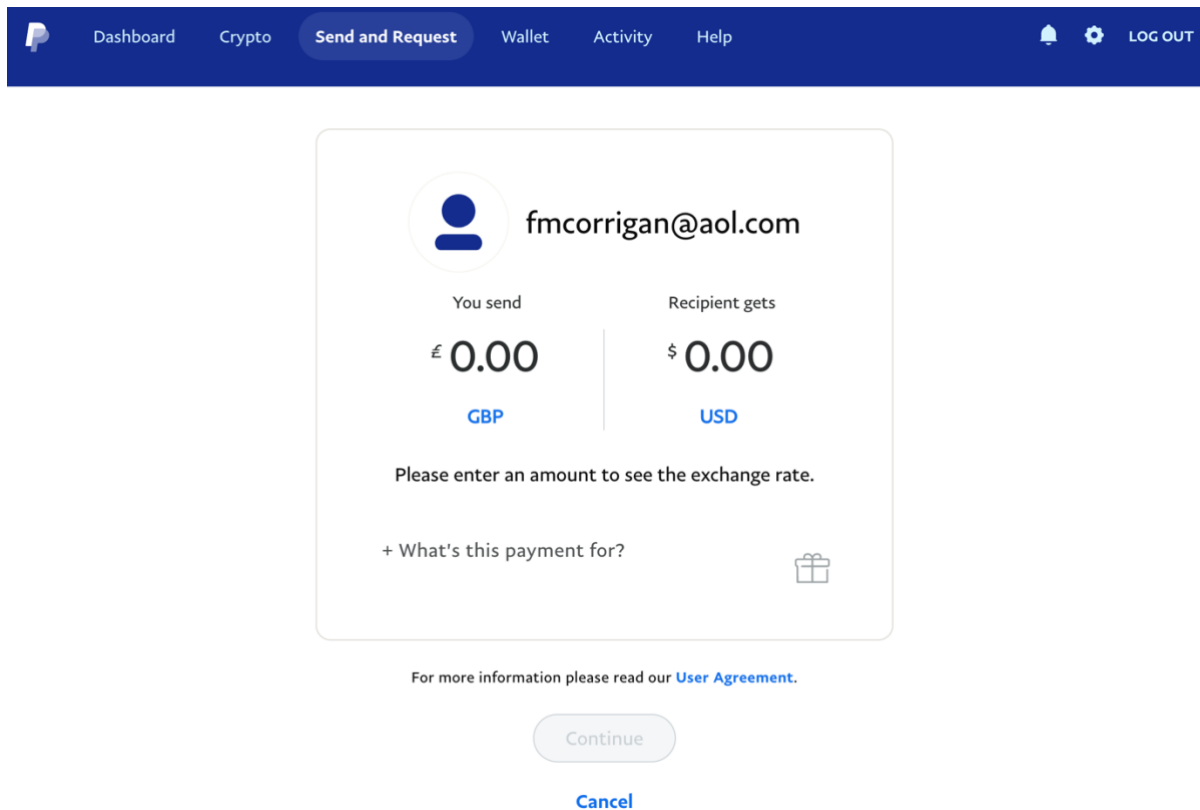 Dashboard Crypto Send and Request Wallet Activity Help LOG OUT
fmcorrigan@aol.com
You send Recipient gets
£ 0.00 $ 0.00
GBP USD
Please enter an amount to see the exchange rate.
+ What's this payment for?
For more information please read our User Agreement.
Continue
Cancel